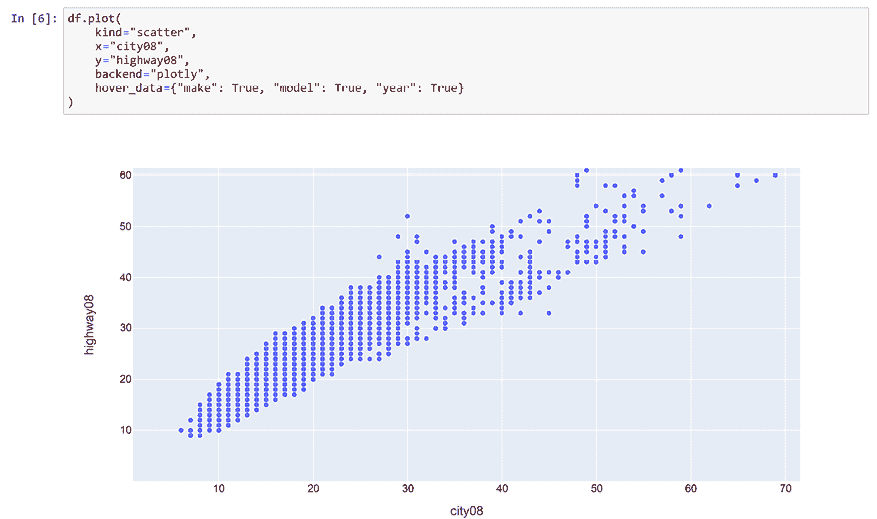 In [6]: df.plot(
kind="scatter",
x="city08",
y="highway08",
backend="plotly",
hover_data={"make": True, "model": True, "year": True}
)
60
50
40
30
20
10
highway08
10 20 30 40 50 60 70
city08